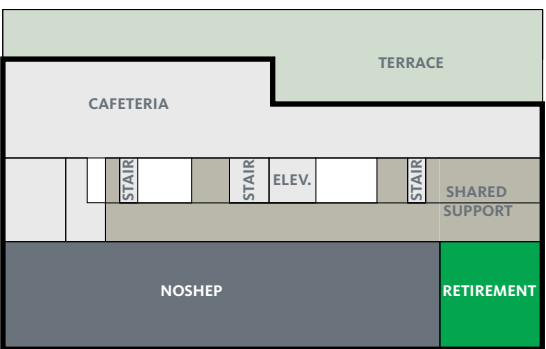 TERRACE
CAFETERIA
STAIR
STAIR
ELEV.
STAIR
SHARED
SUPPORT
NOSHEP
RETIREMENT